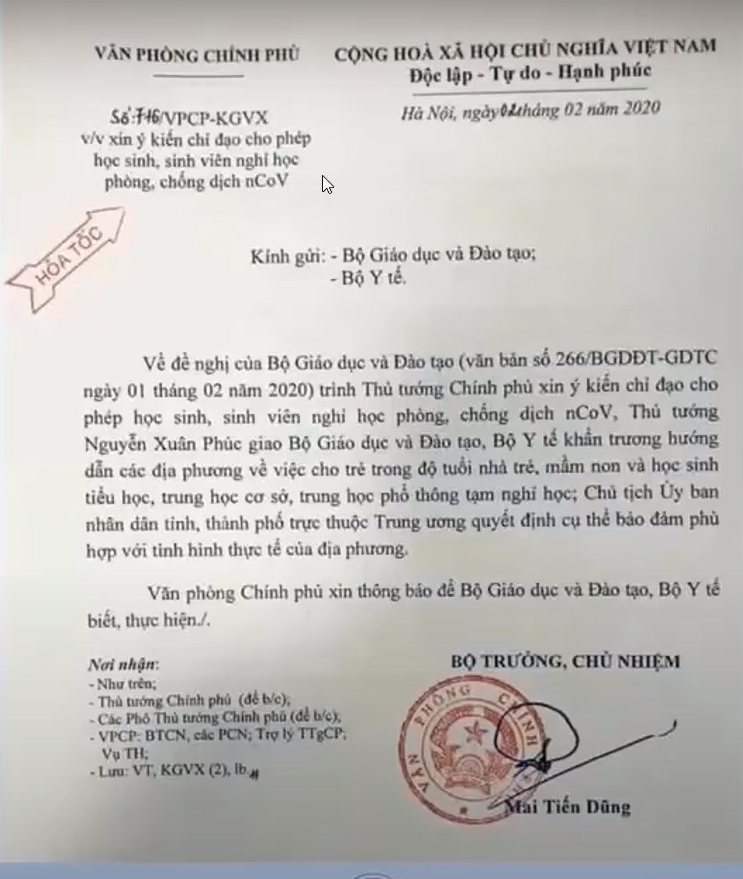 VĂN PHÒNG CHÍNH PHỦ
CỘNG HOÀ XÃ HỘI CHỦ NGHĨA VIỆT NAM
Độc lập - Tự do - Hạnh phúc
Số:716/VPCP-KGVX
v/v xin ý kiến chỉ đạo cho phép
học sinh, sinh viên nghỉ học
phòng, chống dịch nCoV
Hà Nội, ngày 02 tháng 02 năm 2020
HỎA TỐC
Kính gửi: - Bộ Giáo dục và Đào tạo;
- Bộ Y tế.
Về đề nghị của Bộ Giáo dục và Đào tạo (văn bản số 266/BGDĐT-GDTC
ngày 01 tháng 02 năm 2020) trình Thủ tướng Chính phủ xin ý kiến chỉ đạo cho
phép học sinh, sinh viên nghỉ học phòng, chống dịch nCoV, Thủ tướng
Nguyễn Xuân Phúc giao Bộ Giáo dục và Đào tạo, Bộ Y tế khẩn trương hướng
dẫn các địa phương về việc cho trẻ trong độ tuổi nhà trẻ, mầm non và học sinh
tiểu học, trung học cơ sở, trung học phổ thông tạm nghỉ học; Chủ tịch Ủy ban
nhân dân tỉnh, thành phố trực thuộc Trung ương quyết định cụ thể bảo đảm phù
hợp với tình hình thực tế của địa phương.
Văn phòng Chính phủ xin thông báo để Bộ Giáo dục và Đào tạo, Bộ Y tế
biết, thực hiện./.
Nơi nhận:
- Như trên;
- Thủ tướng Chính phủ (để b/c);
- Các Phó Thủ tướng Chính phủ (để b/c);
- VPCP: BTCN, các PCN; Trợ lý TTgCP;
Vụ TH;
- Lưu: VT, KGVX (2), lb.
BỘ TRƯỞNG, CHỦ NHIỆM
VĂN PHÒNG CHÍNH
Mai Tiến Dũng